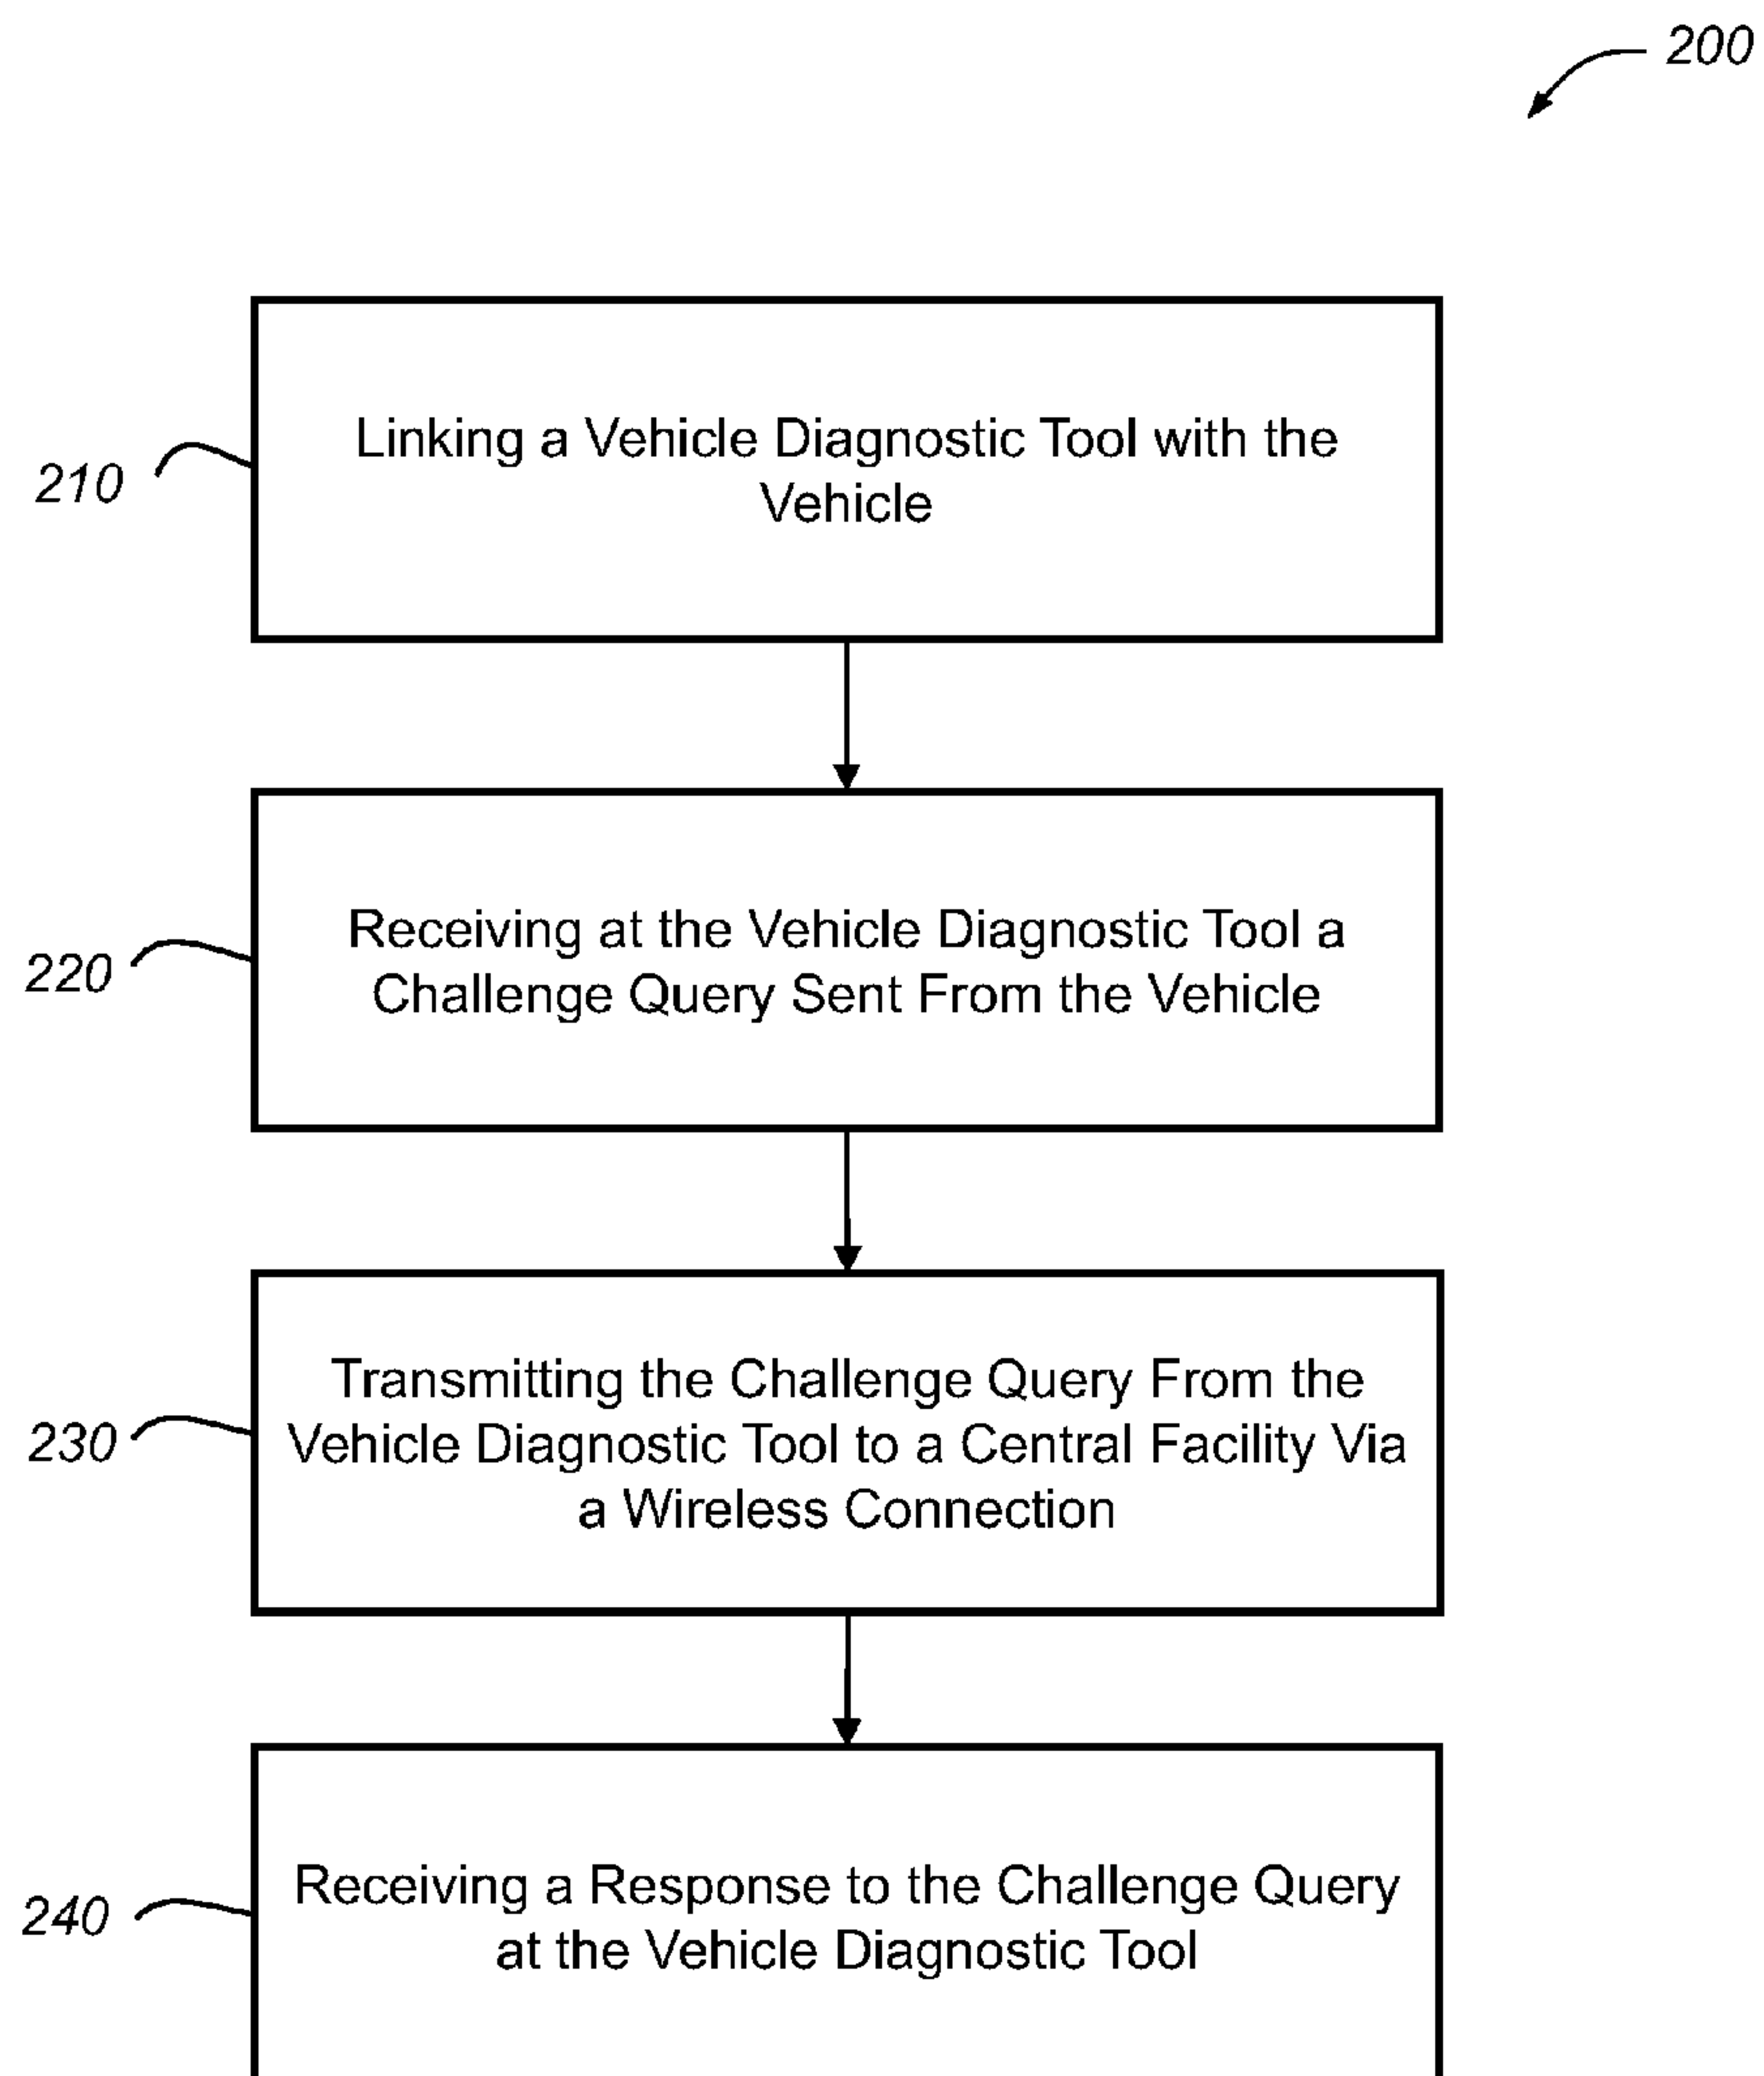 200
210
Linking a Vehicle Diagnostic Tool with the
Vehicle
220
Receiving at the Vehicle Diagnostic Tool a
Challenge Query Sent From the Vehicle
230
Transmitting the Challenge Query From the
Vehicle Diagnostic Tool to a Central Facility Via
a Wireless Connection
240
Receiving a Response to the Challenge Query
at the Vehicle Diagnostic Tool